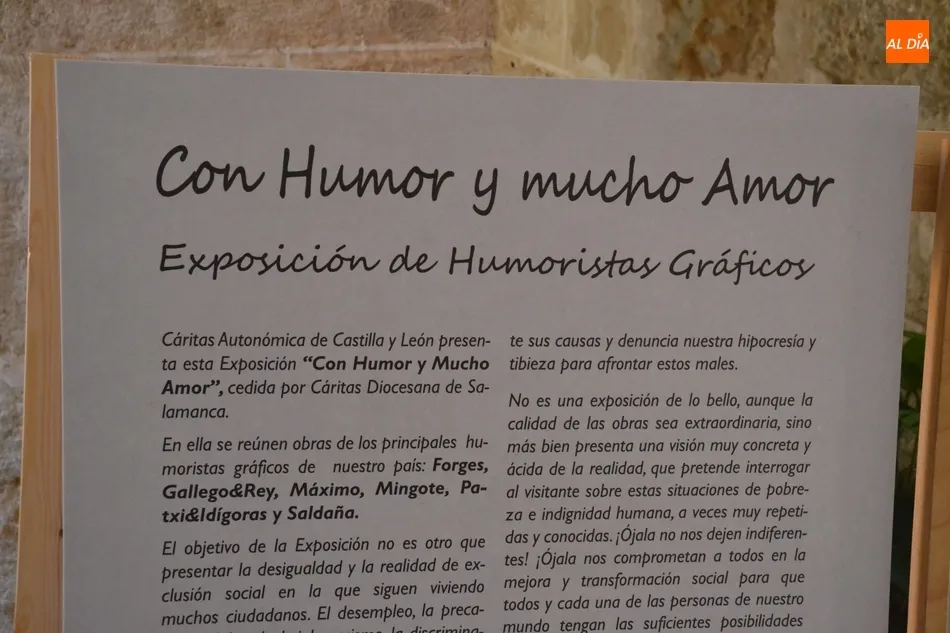 AL DÍA
Con Humor y mucho Amor
Exposición de Humoristas Gráficos
Cáritas Autonómica de Castilla y León presen-
ta esta Exposición “Con Humor y Mucho
Amor”, cedida por Cáritas Diocesana de Sa-
lamanca.
En ella se reúnen obras de los principales hu-
moristas gráficos de nuestro país: Forges,
Gallego&Rey, Máximo, Mingote, Pa-
txi&Idígoras y Saldaña.
El objetivo de la Exposición no es otro que
presentar la desigualdad y la realidad de ex-
clusión social en la que siguen viviendo
muchos ciudadanos. El desempleo, la preca-
la discrimina-
te sus causas y denuncia nuestra hipocresía y
tibieza para afrontar estos males.
No es una exposición de lo bello, aunque la
calidad de las obras sea extraordinaria, sino
más bien presenta una visión muy concreta y
ácida de la realidad, que pretende interrogar
al visitante sobre estas situaciones de pobre-
za e indignidad humana, a veces muy repeti-
das y conocidas. ¡Ójala no nos dejen indiferen-
tes! ¡Ójala nos comprometan a todos en la
mejora y transformación social para que
todos y cada una de las personas de nuestro
mundo tengan las suficientes posibilidades